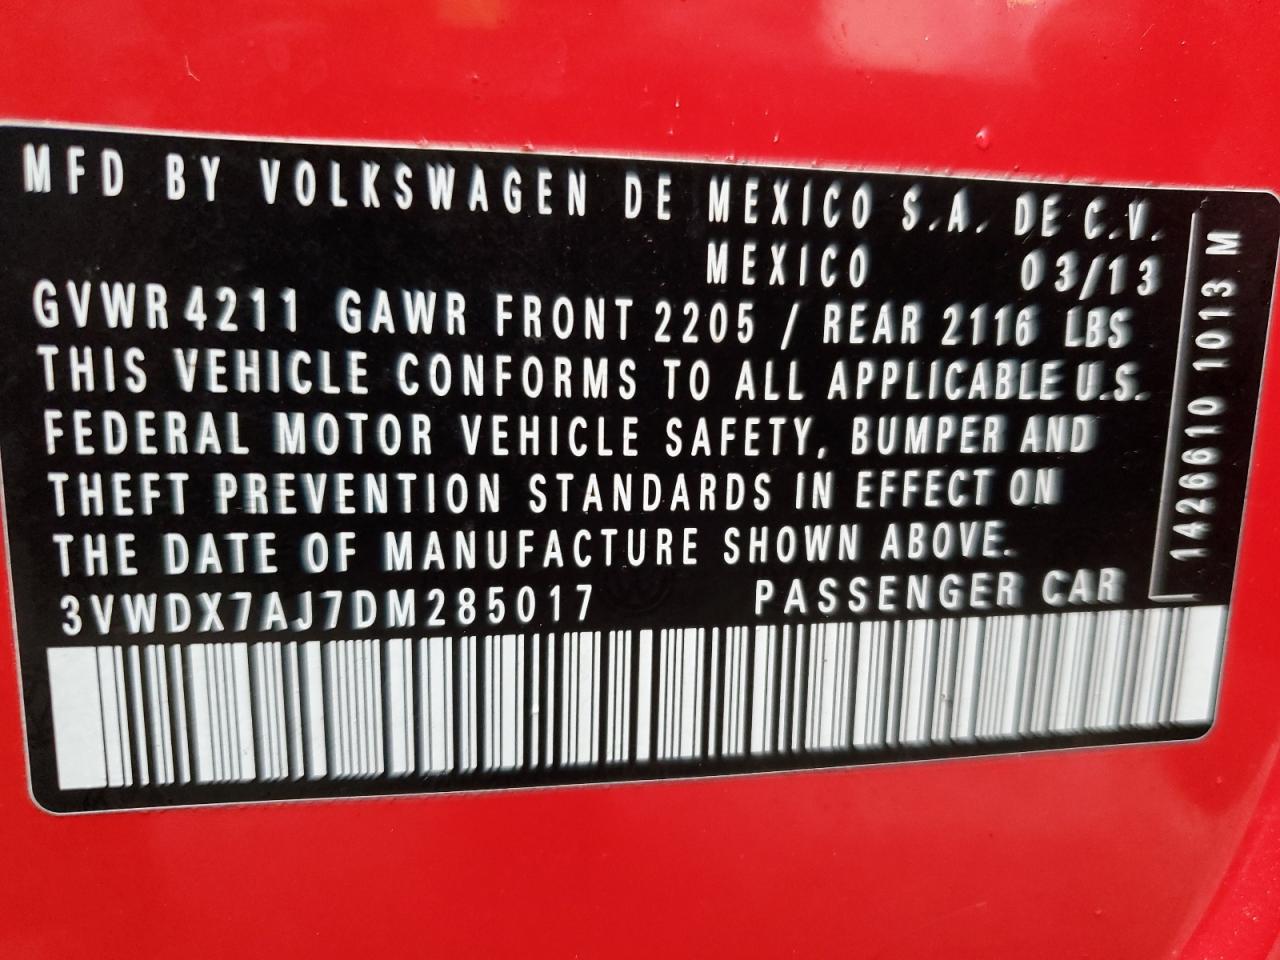 MFD BY VOLKSWAGEN DE MEXICO S.A. DE C.V.
MEXICO 03/13
GVWR 4211 GAWR FRONT 2205 / REAR 2116 LBS
THIS VEHICLE CONFORMS TO ALL APPLICABLE U.S.
FEDERAL MOTOR VEHICLE SAFETY, BUMPER AND
THEFT PREVENTION STANDARDS IN EFFECT ON
THE DATE OF MANUFACTURE SHOWN ABOVE.
3VWDX7AJ7DM285017 PASSENGER CAR
1426610 1013 M